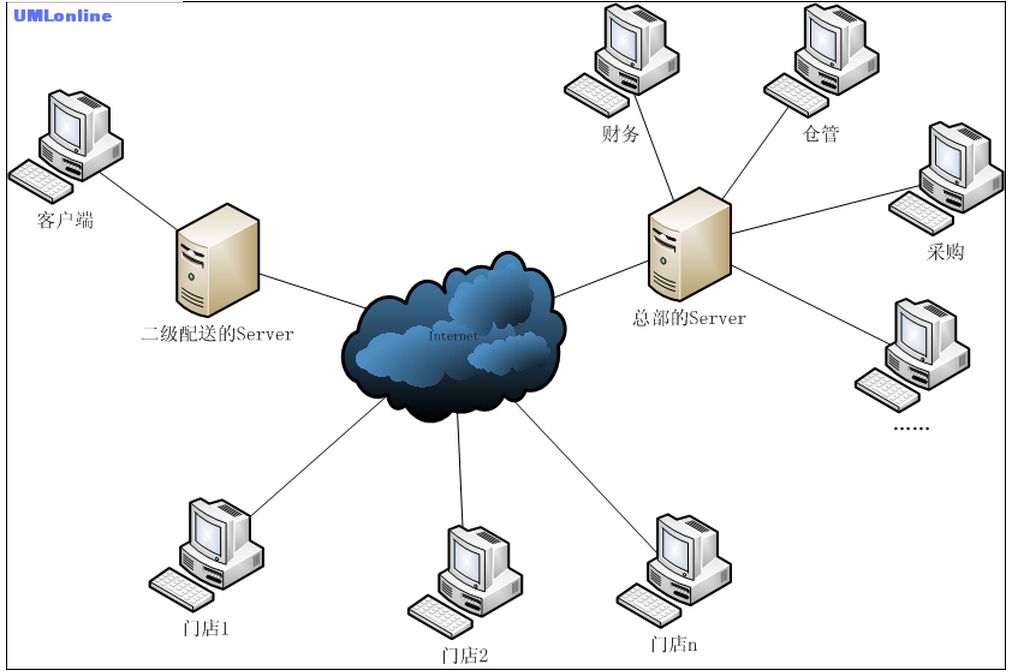 UMLonline
财务
仓管
客户端
采购
二级配送的Server
总部的Server
Internet
……
门店1
门店2
门店n